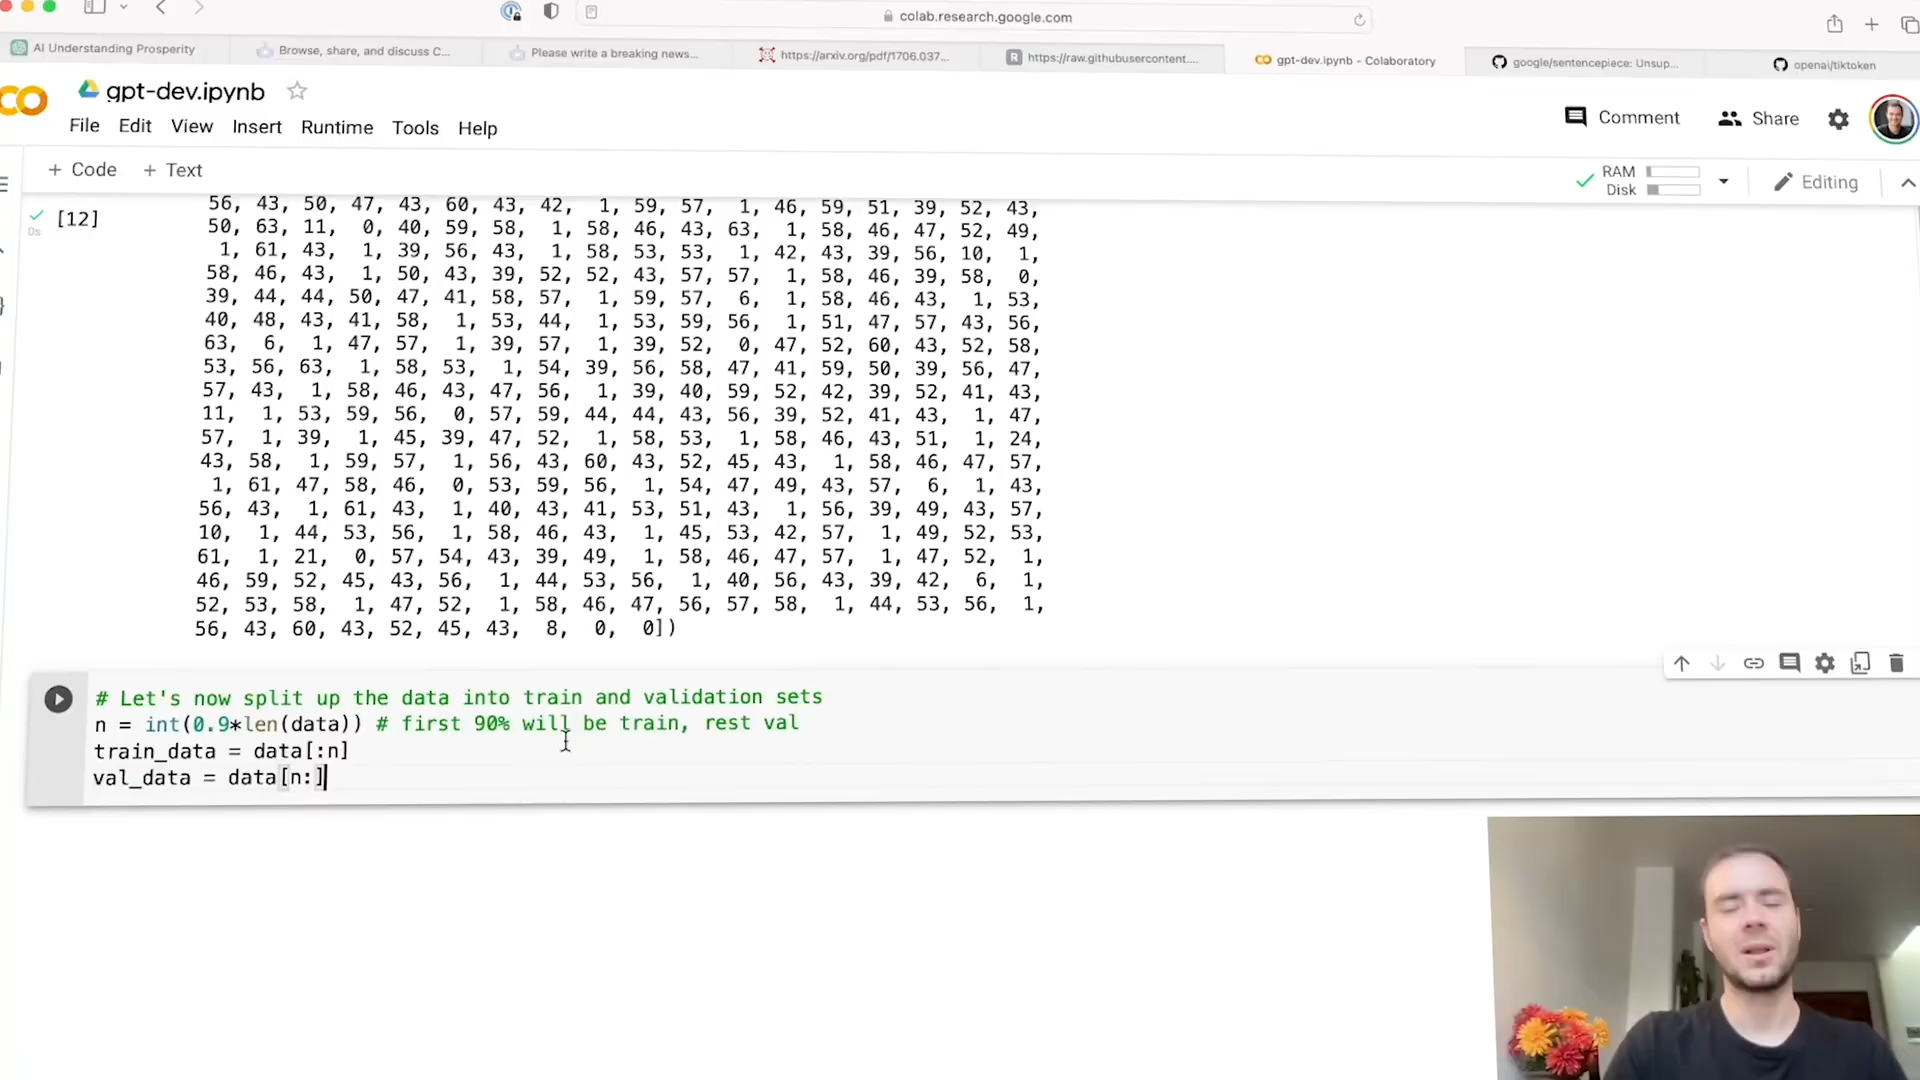 colab.research.google.com
AI Understanding Prosperity
Browse, share, and discuss C...
Please write a breaking news...
https://arxiv.org/pdf/1706.037...
https://raw.githubusercontent....
gpt-dev.ipynb - Colaboratory
google/sentencepiece: Unsup...
openai/tiktoken
CO
gpt-dev.ipynb
File Edit View Insert Runtime Tools Help
Comment
Share
+ Code + Text
RAM
Disk
Editing
[12]
0s
56, 43, 50, 47, 43, 60, 43, 42, 1, 59, 57, 1, 46, 59, 51, 39, 52, 43,
50, 63, 11, 0, 40, 59, 58, 1, 58, 46, 43, 63, 1, 58, 46, 47, 52, 49,
1, 61, 43, 1, 39, 56, 43, 1, 58, 53, 53, 1, 42, 43, 39, 56, 10, 1,
58, 46, 43, 1, 50, 43, 39, 52, 52, 43, 57, 57, 1, 58, 46, 39, 58, 0,
39, 44, 44, 50, 47, 41, 58, 57, 1, 59, 57, 6, 1, 58, 46, 43, 1, 53,
40, 48, 43, 41, 58, 1, 53, 44, 1, 53, 59, 56, 1, 51, 47, 57, 43, 56,
63, 6, 1, 47, 57, 1, 39, 57, 1, 39, 52, 0, 47, 52, 60, 43, 52, 58,
53, 56, 63, 1, 58, 53, 1, 54, 39, 56, 58, 47, 41, 59, 50, 39, 56, 47,
57, 43, 1, 58, 46, 43, 47, 56, 1, 39, 40, 59, 52, 42, 39, 52, 41, 43,
11, 1, 53, 59, 56, 0, 57, 59, 44, 44, 43, 56, 39, 52, 41, 43, 1, 47,
57, 1, 39, 1, 45, 39, 47, 52, 1, 58, 53, 1, 58, 46, 43, 51, 1, 24,
43, 58, 1, 59, 57, 1, 56, 43, 60, 43, 52, 45, 43, 1, 58, 46, 47, 57,
1, 61, 47, 58, 46, 0, 53, 59, 56, 1, 54, 47, 49, 43, 57, 6, 1, 43,
56, 43, 1, 61, 43, 1, 40, 43, 41, 53, 51, 43, 1, 56, 39, 49, 43, 57,
10, 1, 44, 53, 56, 1, 58, 46, 43, 1, 45, 53, 42, 57, 1, 49, 52, 53,
61, 1, 21, 0, 57, 54, 43, 39, 49, 1, 58, 46, 47, 57, 1, 47, 52, 1,
46, 59, 52, 45, 43, 56, 1, 44, 53, 56, 1, 40, 56, 43, 39, 42, 6, 1,
52, 53, 58, 1, 47, 52, 1, 58, 46, 47, 56, 57, 58, 1, 44, 53, 56, 1,
56, 43, 60, 43, 52, 45, 43, 8, 0, 0])
# Let's now split up the data into train and validation sets
n = int(0.9*len(data)) # first 90% will be train, rest val
train_data = data[:n]
val_data = data[n:]